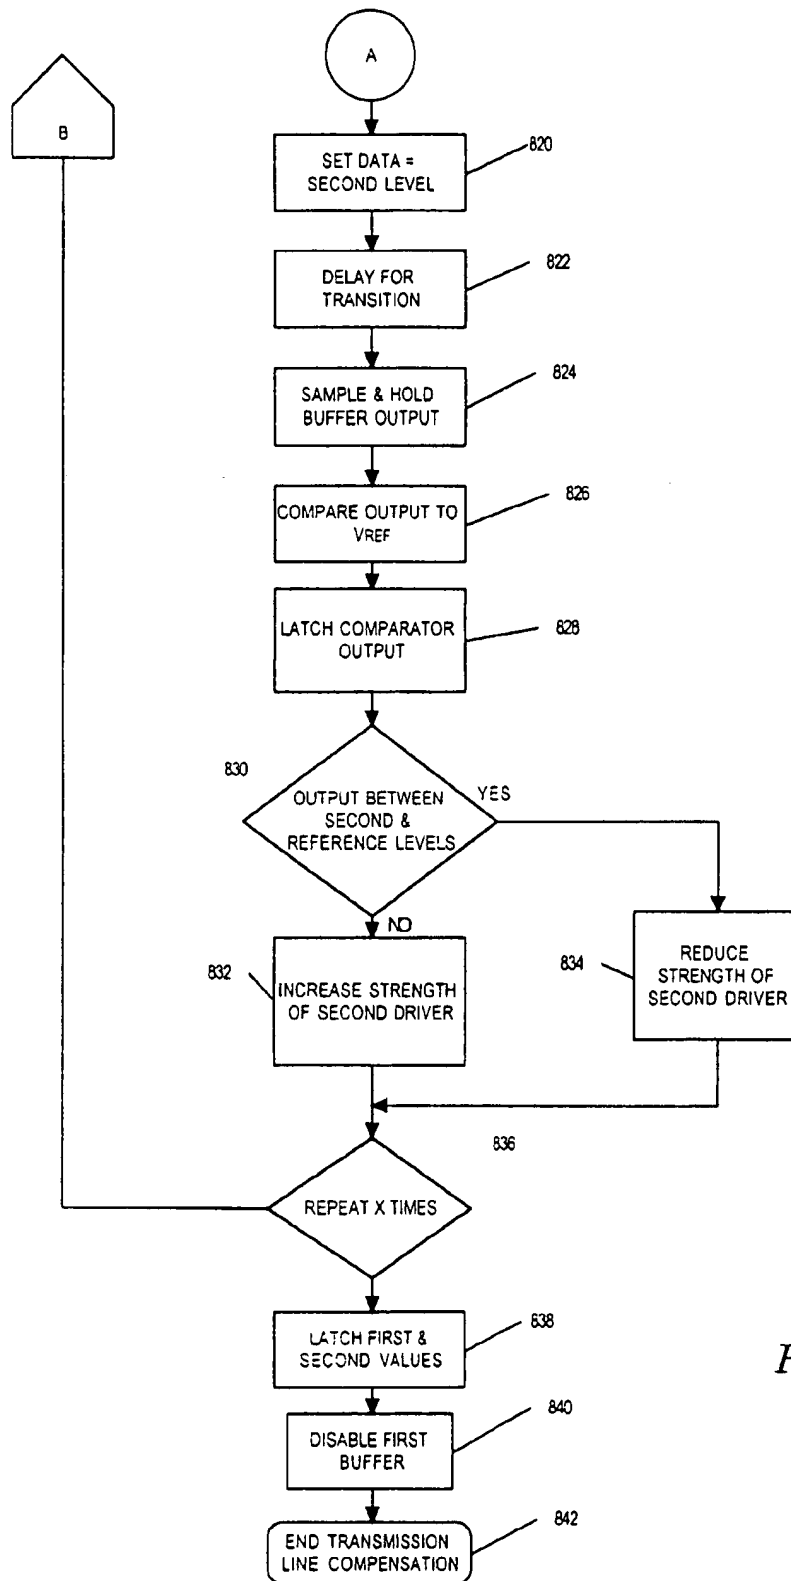 A
B
SET DATA =
SECOND LEVEL
820
DELAY FOR
TRANSITION
822
SAMPLE & HOLD
BUFFER OUTPUT
824
COMPARE OUTPUT TO
VREF
826
LATCH COMPARATOR
OUTPUT
828
830
OUTPUT BETWEEN
SECOND &
REFERENCE LEVELS
YES
NO
832
INCREASE STRENGTH
OF SECOND DRIVER
834
REDUCE
STRENGTH OF
SECOND DRIVER
836
REPEAT X TIMES
LATCH FIRST &
SECOND VALUES
838
DISABLE FIRST
BUFFER
840
END TRANSMISSION
LINE COMPENSATION
842